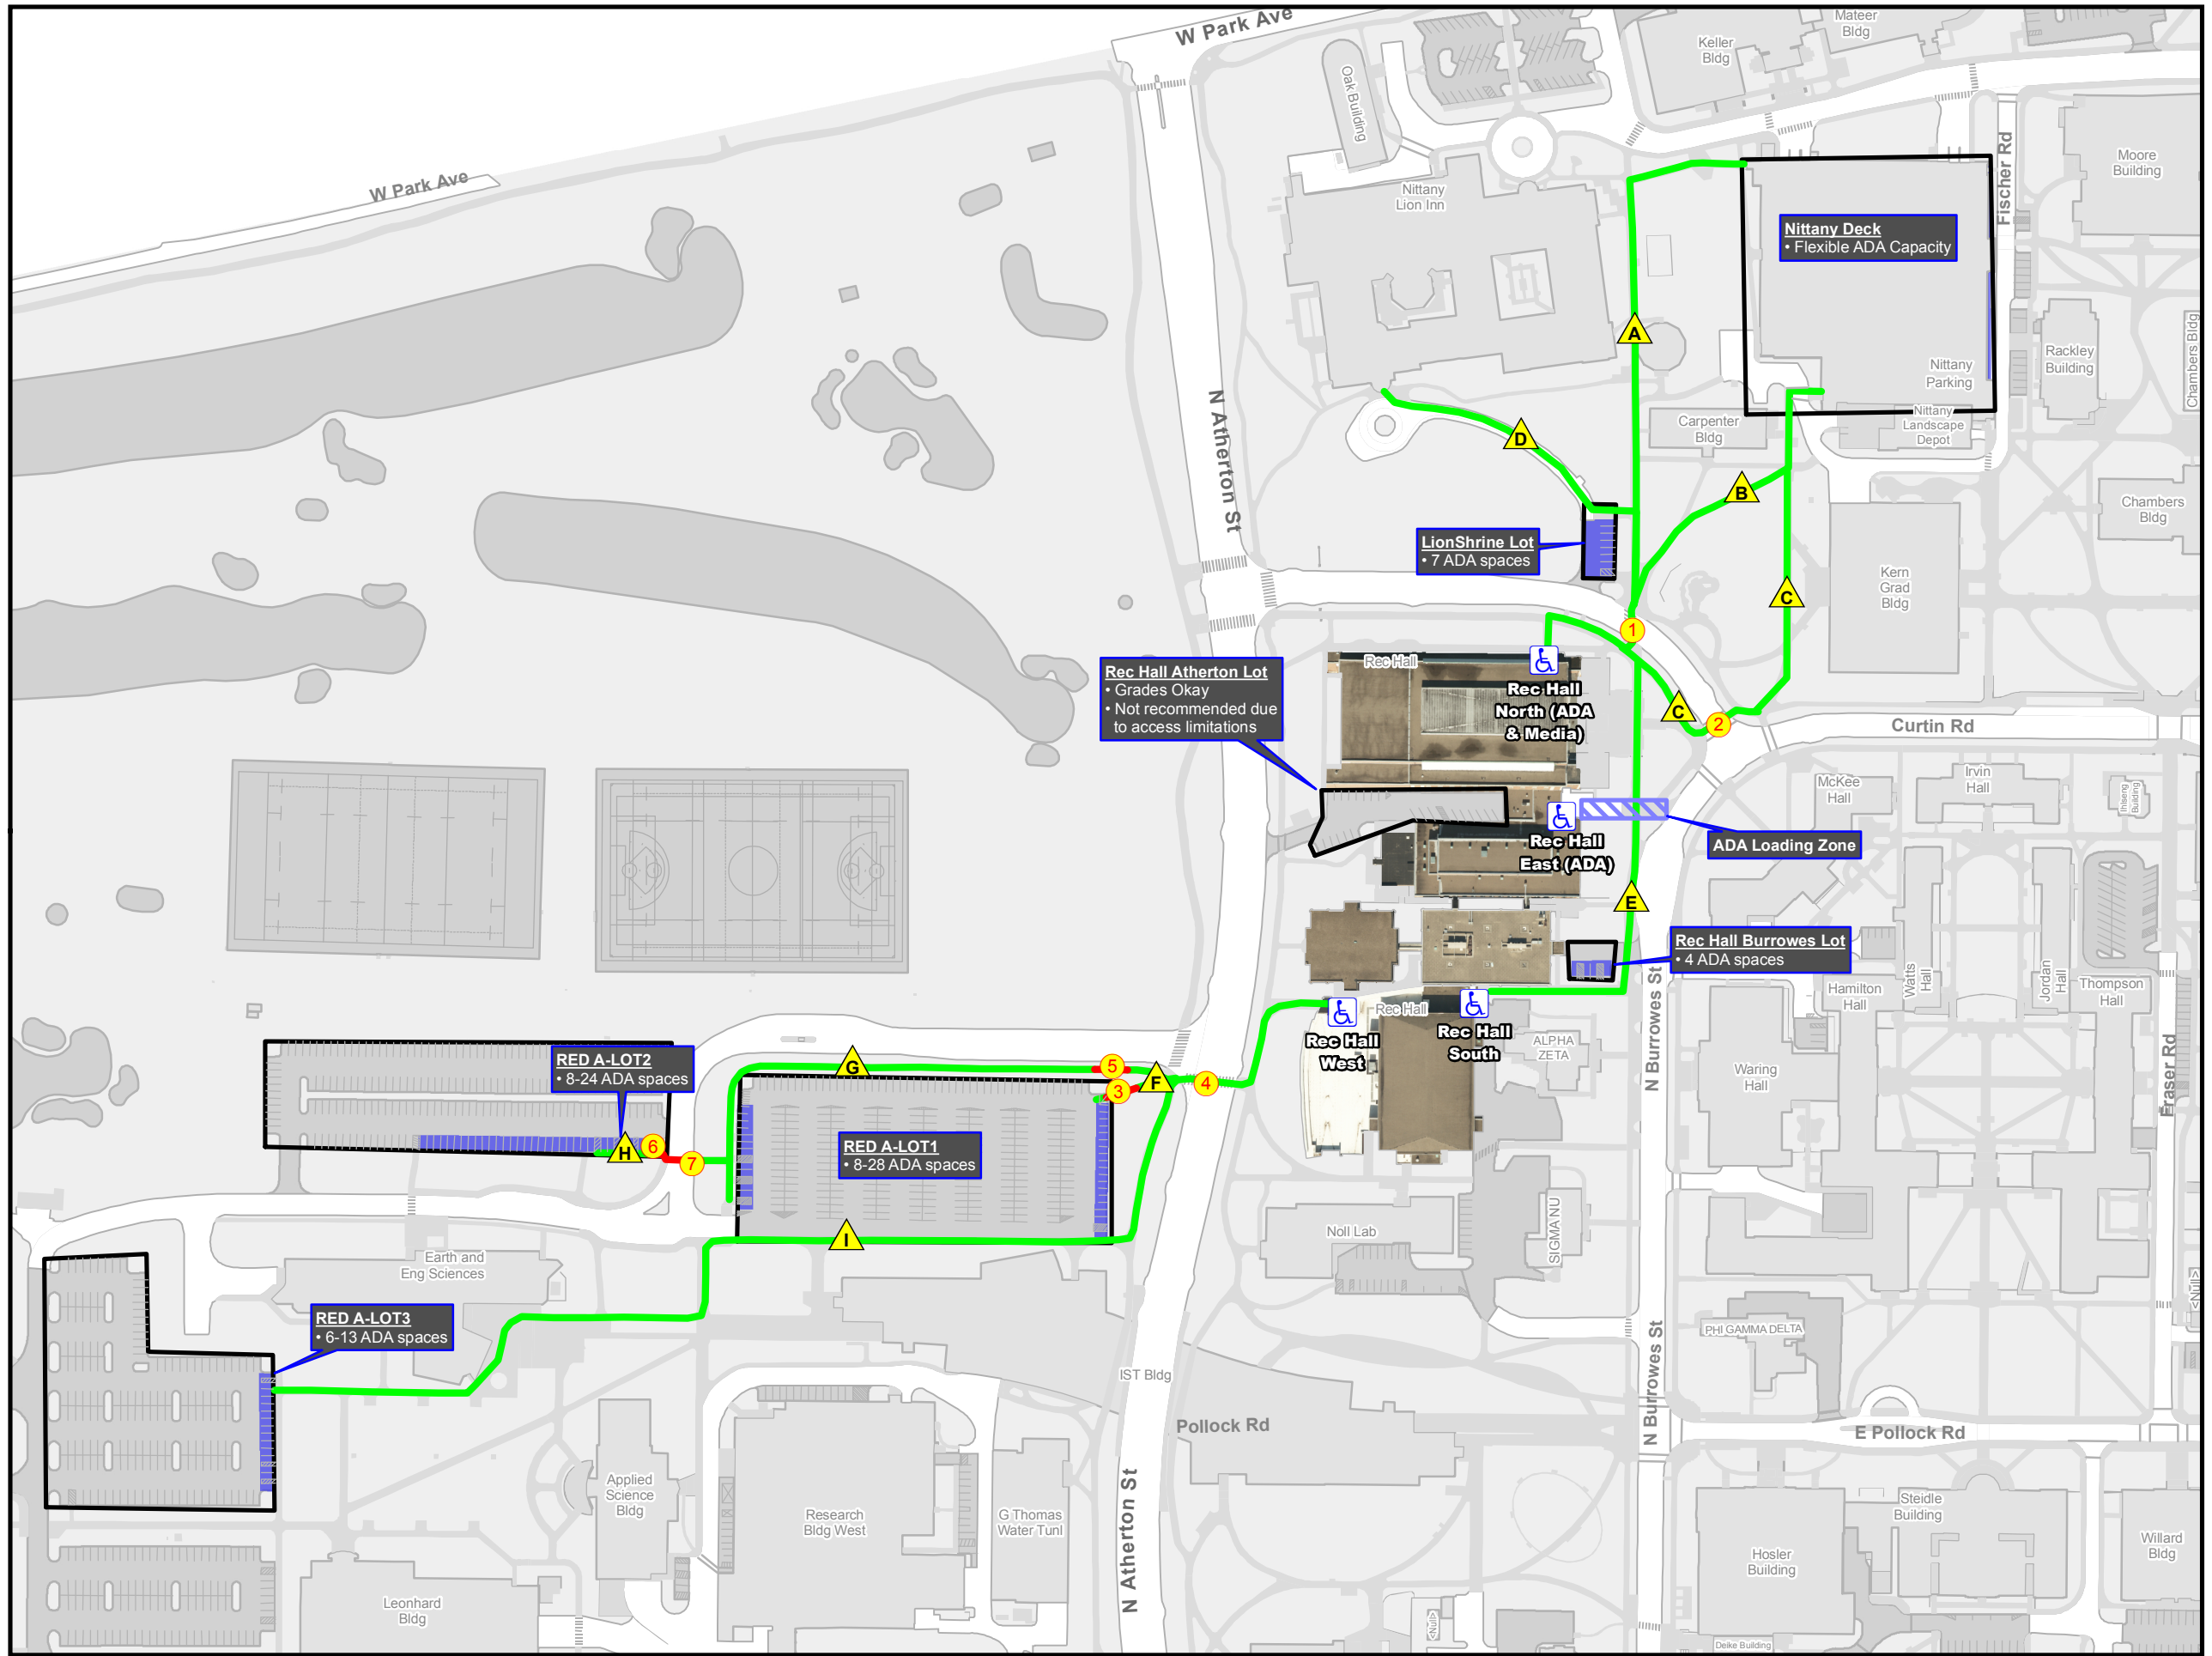 W Park Ave
Mateer
Bldg
Keller
Bldg
Oak Building
Moore
Building
Fischer Rd
W Park Ave
Nittany
Lion Inn
Nittany Deck
• Flexible ADA Capacity
A
Rackley
Building
Chambers Bldg
Nittany
Parking
N Atherton St
Nittany
Landscape
Depot
Carpenter
Bldg
D
B
Chambers
Bldg
LionShrine Lot
• 7 ADA spaces
Kern
Grad
Bldg
C
1
Rec Hall
Rec Hall Atherton Lot
• Grades Okay
• Not recommended due
to access limitations
Rec Hall
North (ADA
& Media)
C
2
Curtin Rd
McKee
Hall
Irvin
Hall
Ihlseng
Building
ADA Loading Zone
Rec Hall
East (ADA)
E
Rec Hall Burrowes Lot
• 4 ADA spaces
Watts
Hall
Jordan
Hall
Thompson
Hall
Hamilton
Hall
Rec Hall
Rec Hall
West
Rec Hall
South
ALPHA
ZETA
N Burrowes St
Waring
Hall
Fraser Rd
RED A-LOT2
• 8-24 ADA spaces
G
5
3
F
4
H
6
7
RED A-LOT1
• 8-28 ADA spaces
I
Noll Lab
SIGMA NU
Earth and
Eng Sciences
<Null>
RED A-LOT3
• 6-13 ADA spaces
PHI GAMMA DELTA
IST Bldg
N Burrowes St
Pollock Rd
E Pollock Rd
Applied
Science
Bldg
Research
Bldg West
G Thomas
Water Tunl
N Atherton St
Steidle
Building
Hosler
Building
Willard
Bldg
Leonhard
Bldg
<Null>
Deike Building